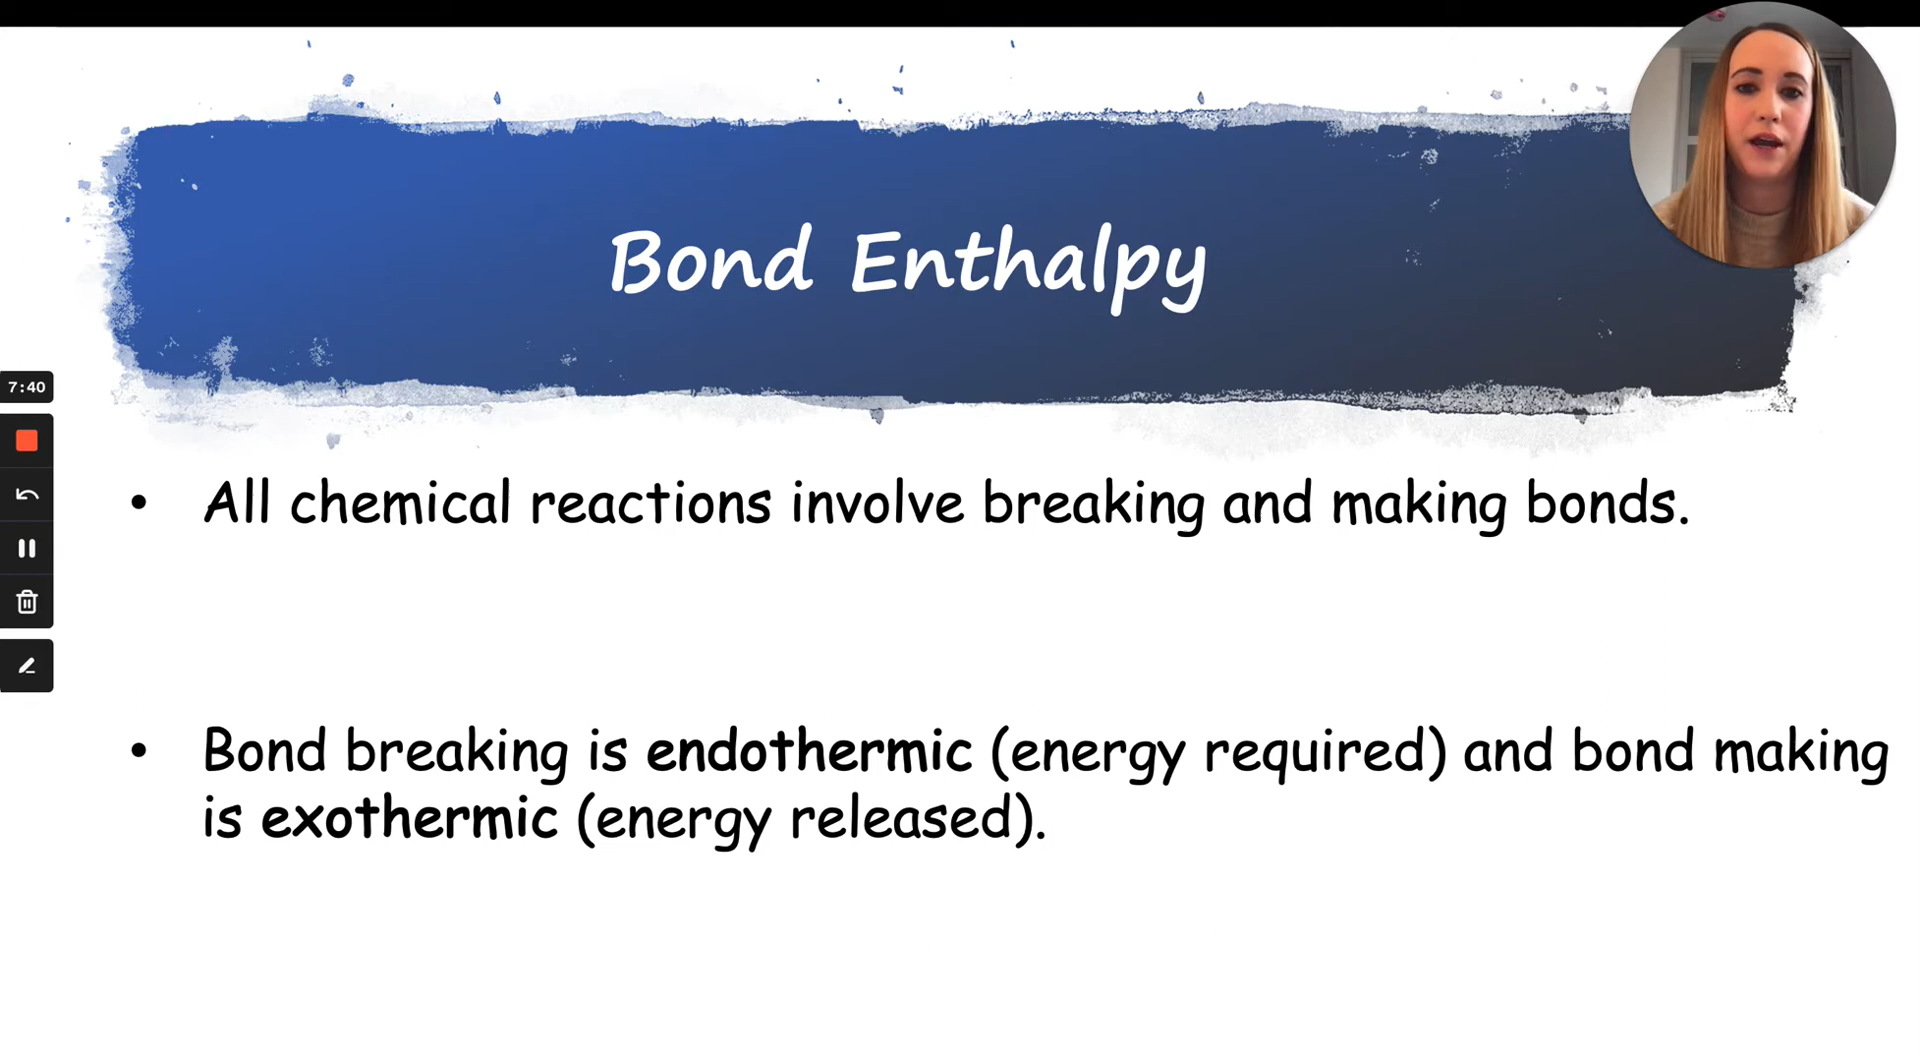 Bond Enthalpy
7:40
• All chemical reactions involve breaking and making bonds.
• Bond breaking is endothermic (energy required) and bond making
is exothermic (energy released).